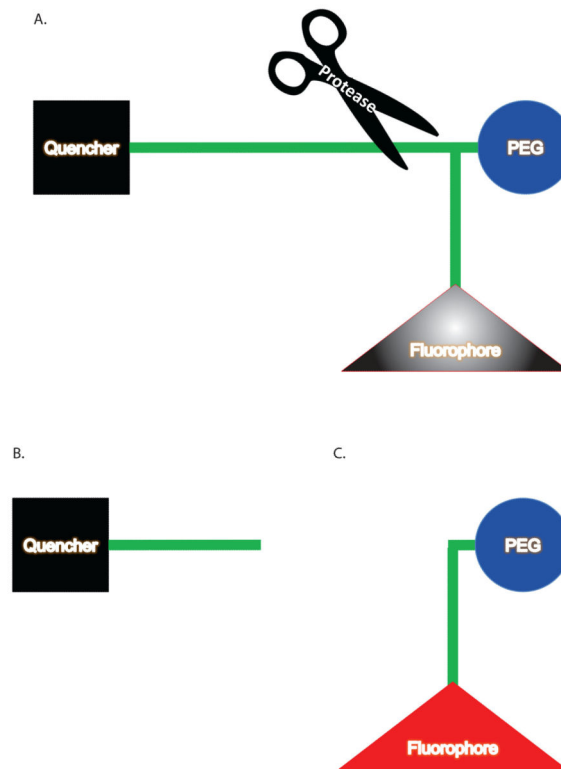 A.
Protease
Quencher
PEG
Fluorophore
B.
C.
Quencher
PEG
Fluorophore